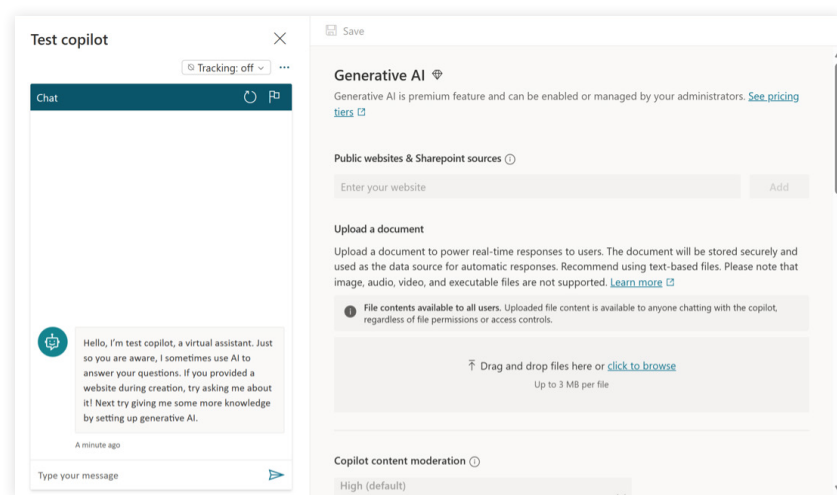 Test copilot
Tracking: off
Chat
Hello, I'm test copilot, a virtual assistant. Just
so you are aware, I sometimes use AI to
answer your questions. If you provided a
website during creation, try asking me about
it! Next try giving me some more knowledge
by setting up generative AI.
A minute ago
Type your message
Save
Generative AI
Generative AI is premium feature and can be enabled or managed by your administrators. See pricing
tiers
Public websites & Sharepoint sources
Enter your website
Add
Upload a document
Upload a document to power real-time responses to users. The document will be stored securely and
used as the data source for automatic responses. Recommend using text-based files. Please note that
image, audio, video, and executable files are not supported. Learn more
File contents available to all users. Uploaded file content is available to anyone chatting with the copilot,
regardless of file permissions or access controls.
Drag and drop files here or click to browse
Up to 3 MB per file
Copilot content moderation
High (default)